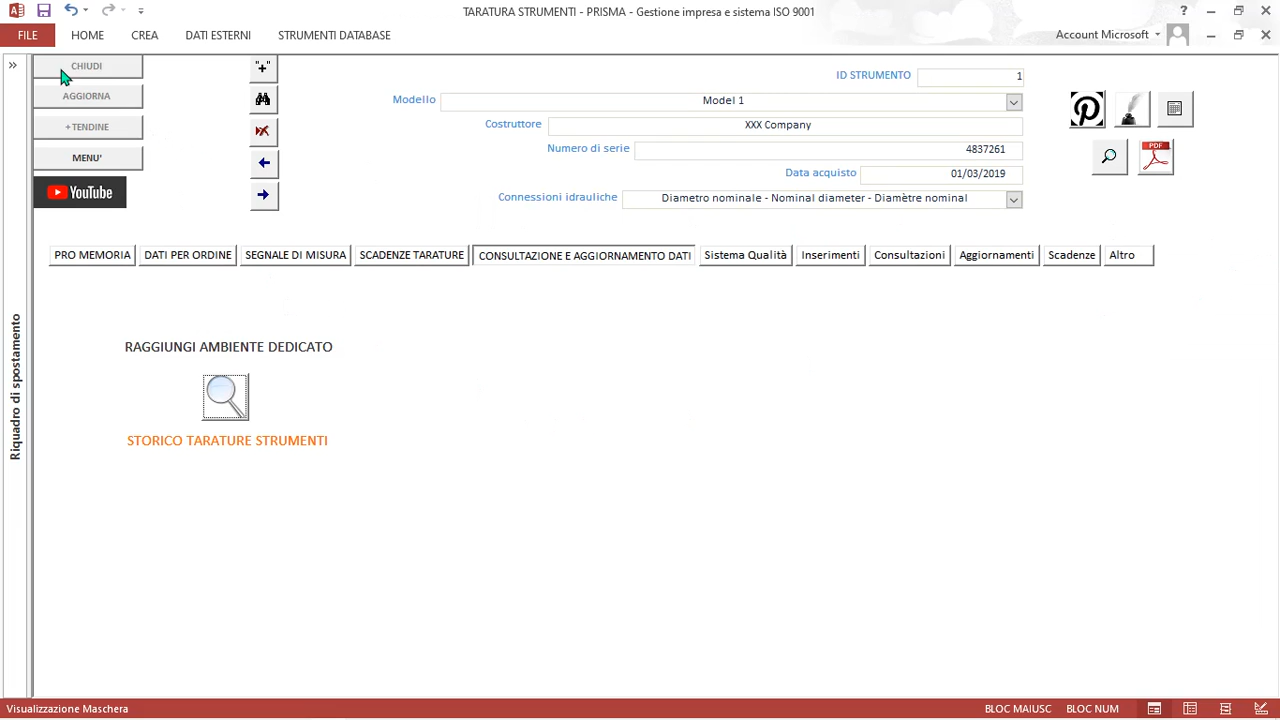 TARATURA STRUMENTI - PRISMA - Gestione impresa e sistema ISO 9001
FILE HOME CREA DATI ESTERNI STRUMENTI DATABASE Account Microsoft
CHIUDI
AGGIORNA
+ TENDINE
MENU'
YouTube
"+"
ID STRUMENTO 1
Modello Model 1
Costruttore XXX Company
Numero di serie 4837261
Data acquisto 01/03/2019
Connessioni idrauliche Diametro nominale - Nominal diameter - Diamètre nominal
PDF
PRO MEMORIA DATI PER ORDINE SEGNALE DI MISURA SCADENZE TARATURE CONSULTAZIONE E AGGIORNAMENTO DATI Sistema Qualità Inserimenti Consultazioni Aggiornamenti Scadenze Altro
RAGGIUNGI AMBIENTE DEDICATO
STORICO TARATURE STRUMENTI
Riquadro di spostamento
Visualizzazione Maschera BLOC MAIUSC BLOC NUM